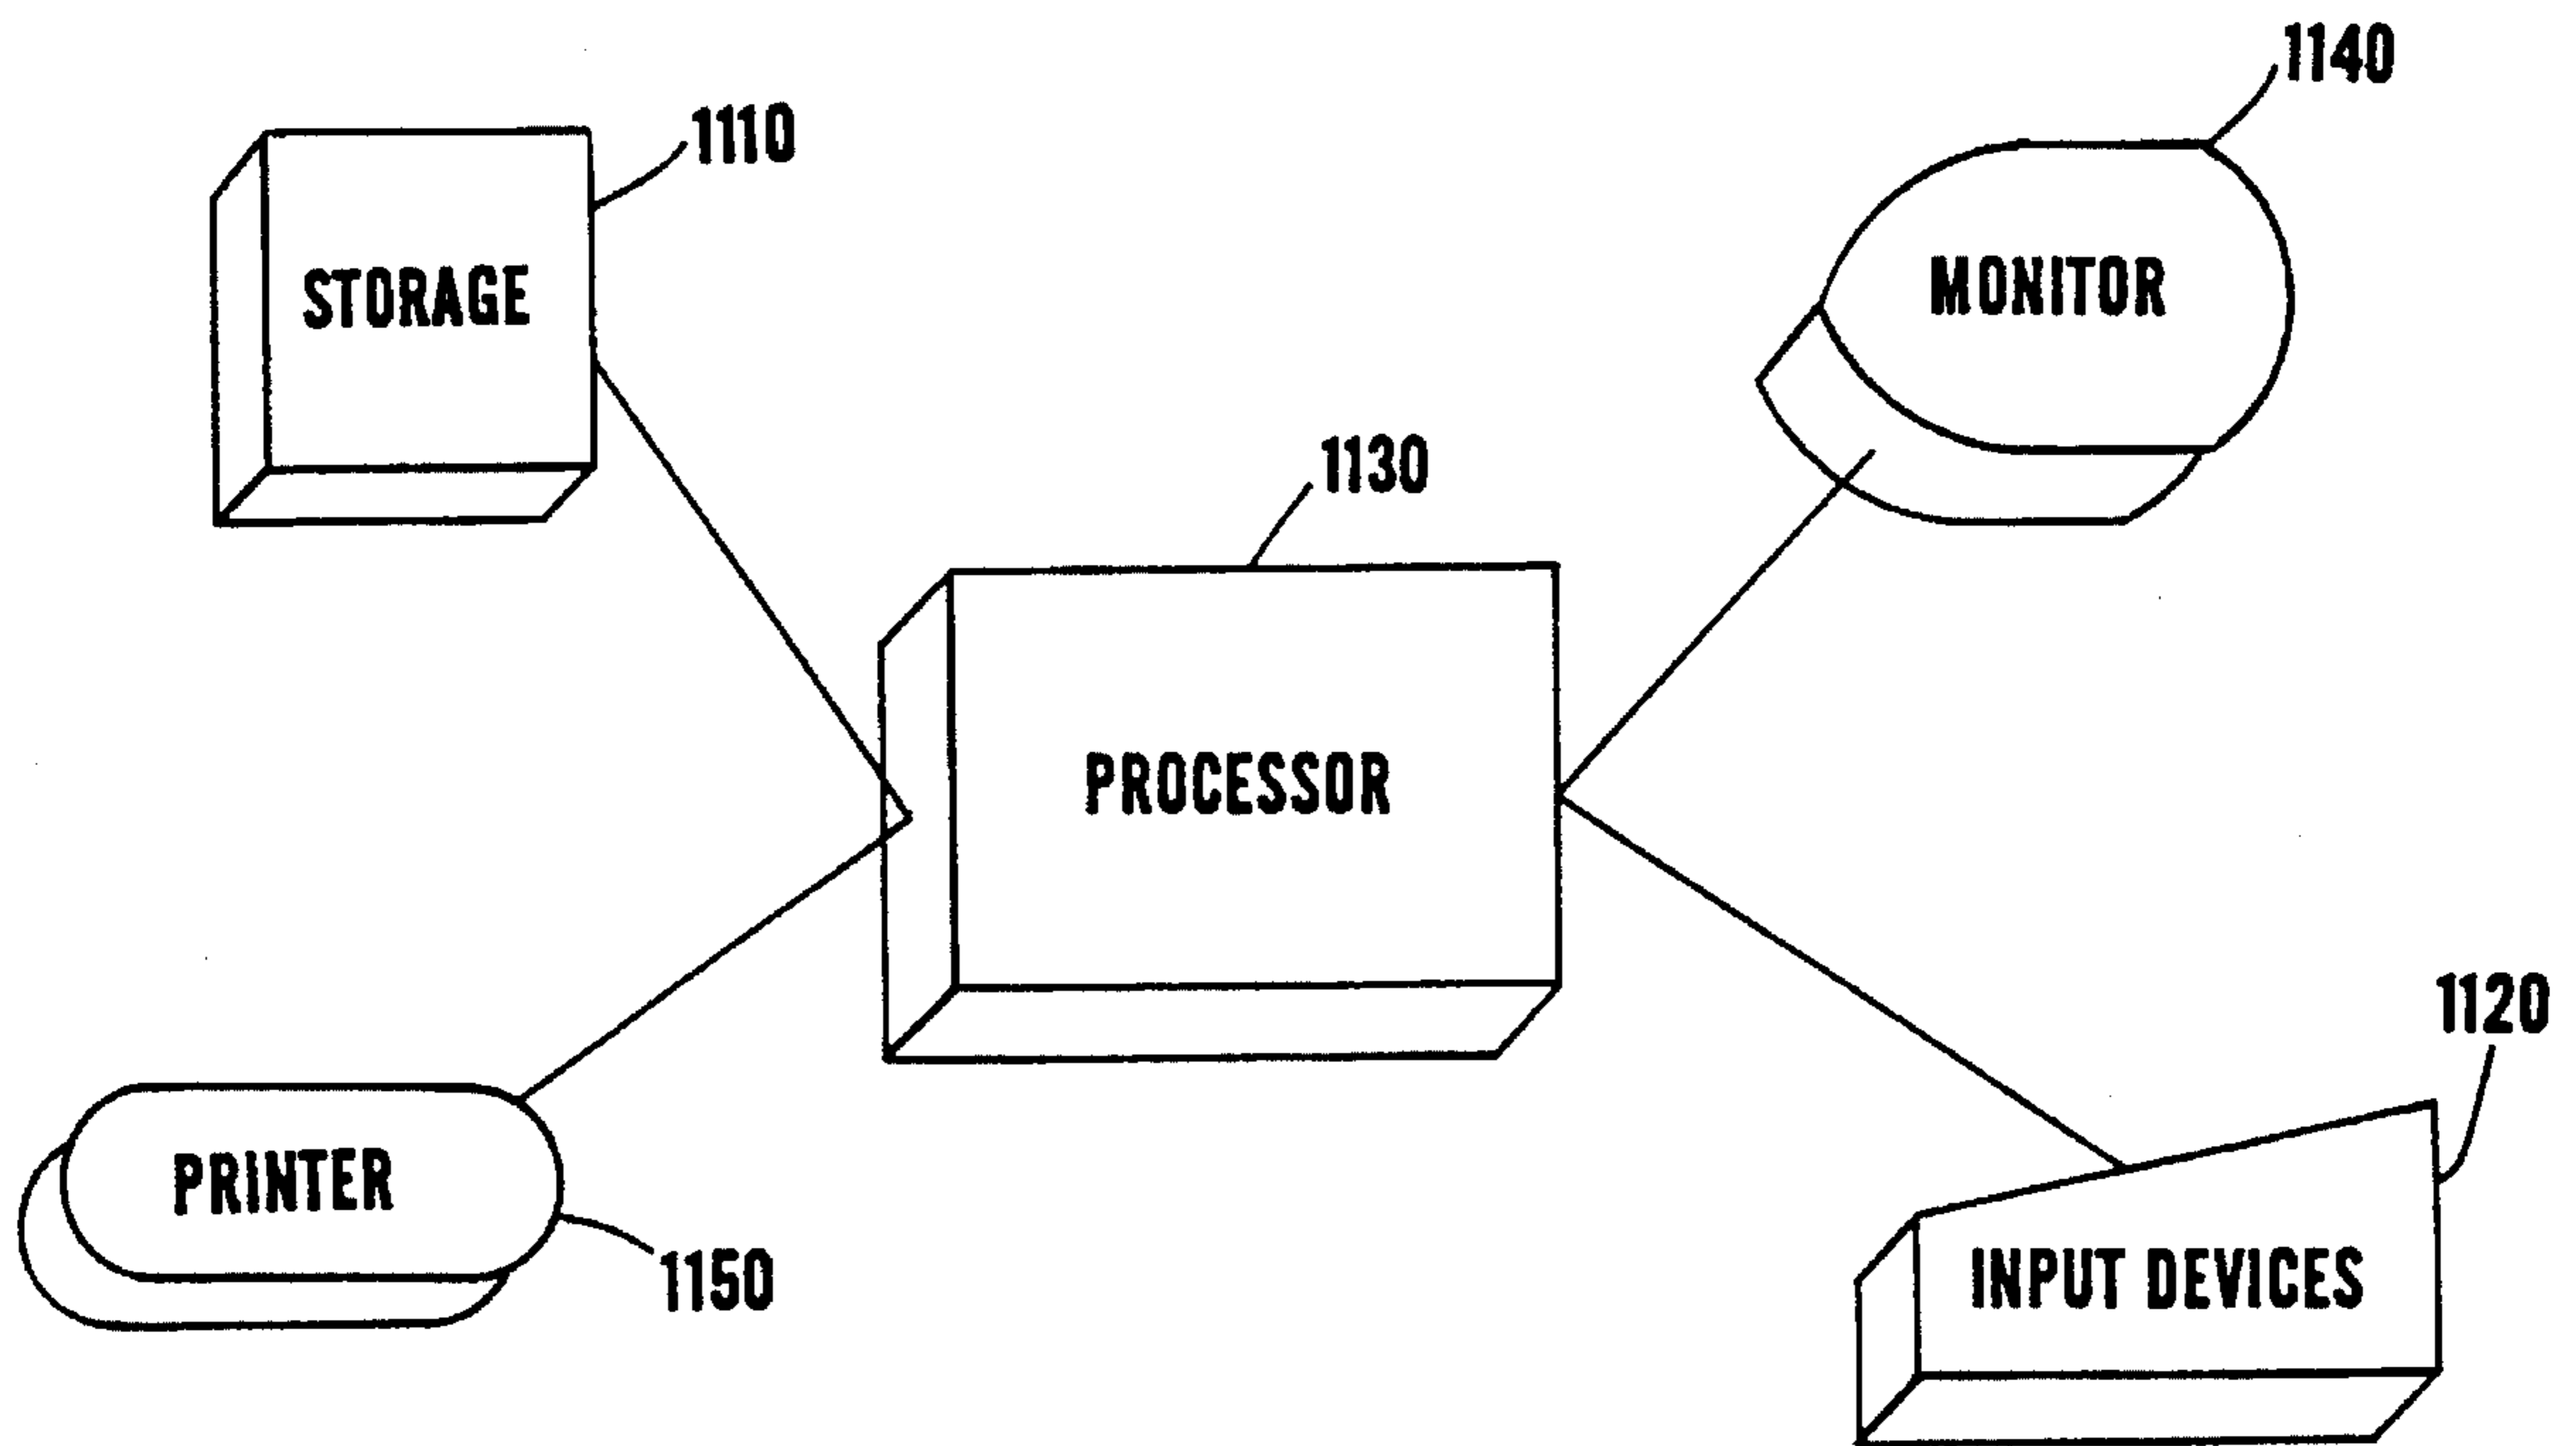 1140
1110
STORAGE
MONITOR
1130
PROCESSOR
1120
PRINTER
1150
INPUT DEVICES